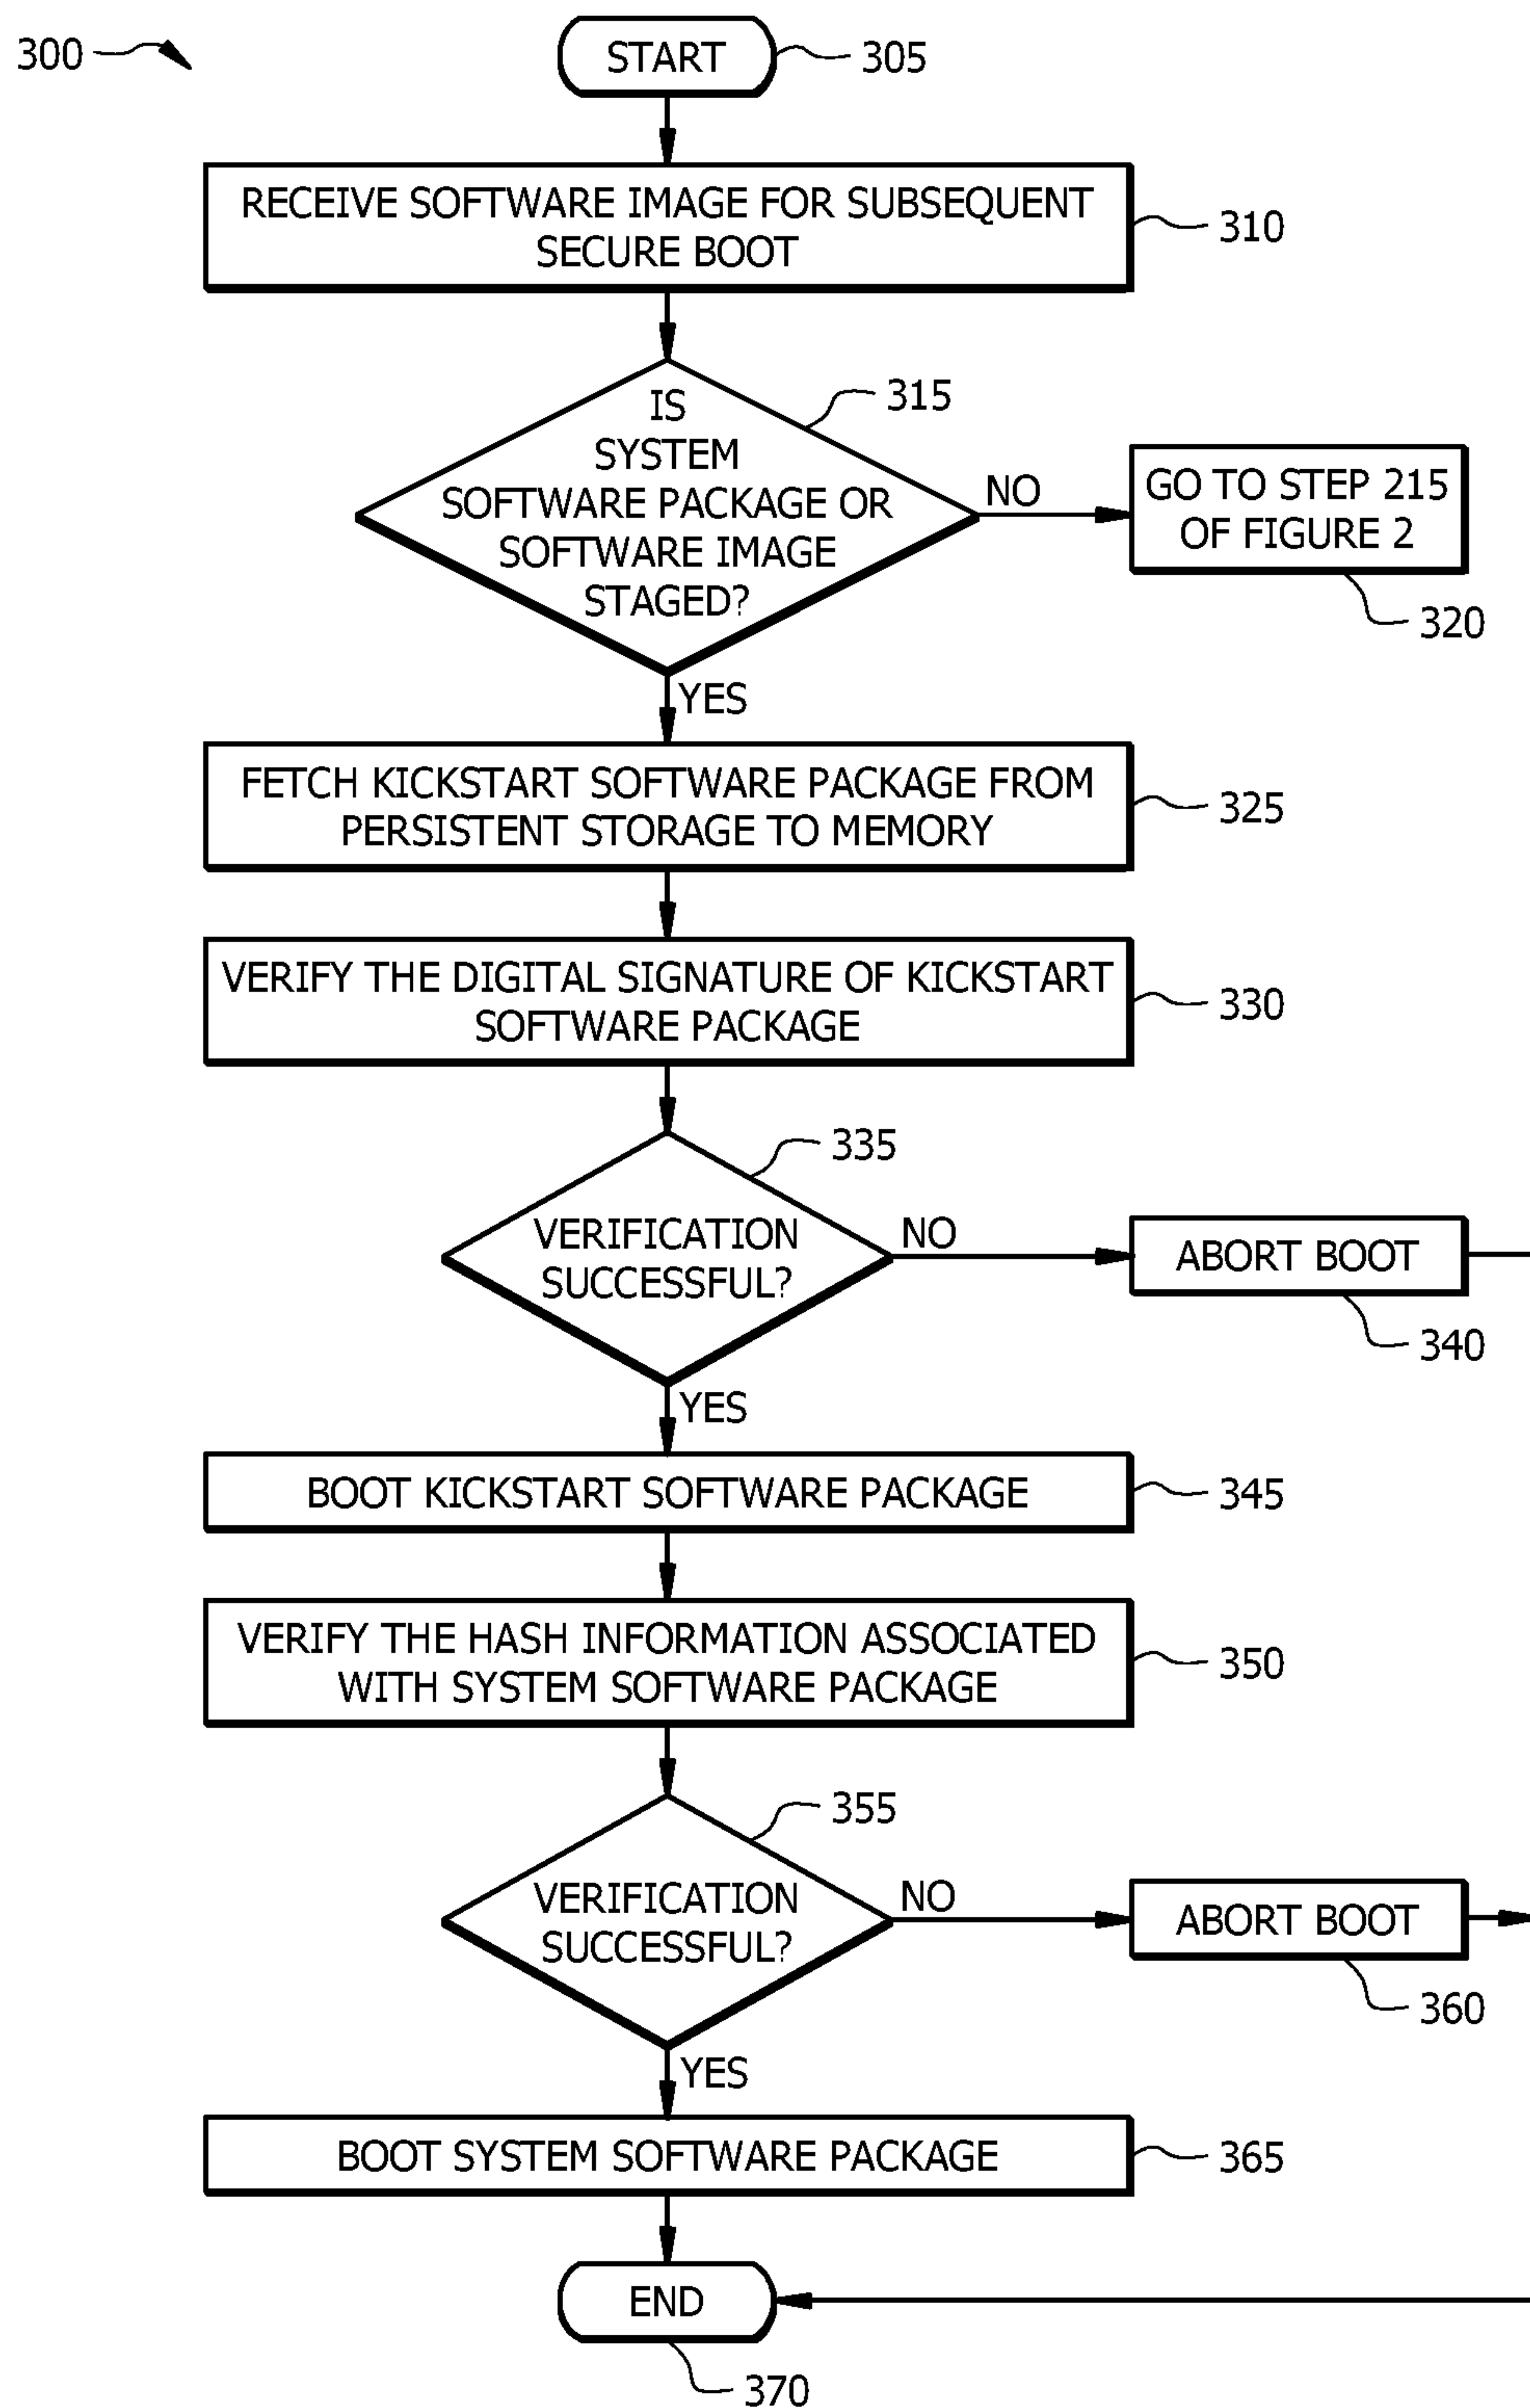 300
START
305
RECEIVE SOFTWARE IMAGE FOR SUBSEQUENT
SECURE BOOT
310
IS
SYSTEM
SOFTWARE PACKAGE OR
SOFTWARE IMAGE
STAGED?
315
NO
GO TO STEP 215
OF FIGURE 2
320
YES
FETCH KICKSTART SOFTWARE PACKAGE FROM
PERSISTENT STORAGE TO MEMORY
325
VERIFY THE DIGITAL SIGNATURE OF KICKSTART
SOFTWARE PACKAGE
330
335
VERIFICATION
SUCCESSFUL?
NO
ABORT BOOT
340
YES
BOOT KICKSTART SOFTWARE PACKAGE
345
VERIFY THE HASH INFORMATION ASSOCIATED
WITH SYSTEM SOFTWARE PACKAGE
350
355
VERIFICATION
SUCCESSFUL?
NO
ABORT BOOT
360
YES
BOOT SYSTEM SOFTWARE PACKAGE
365
END
370